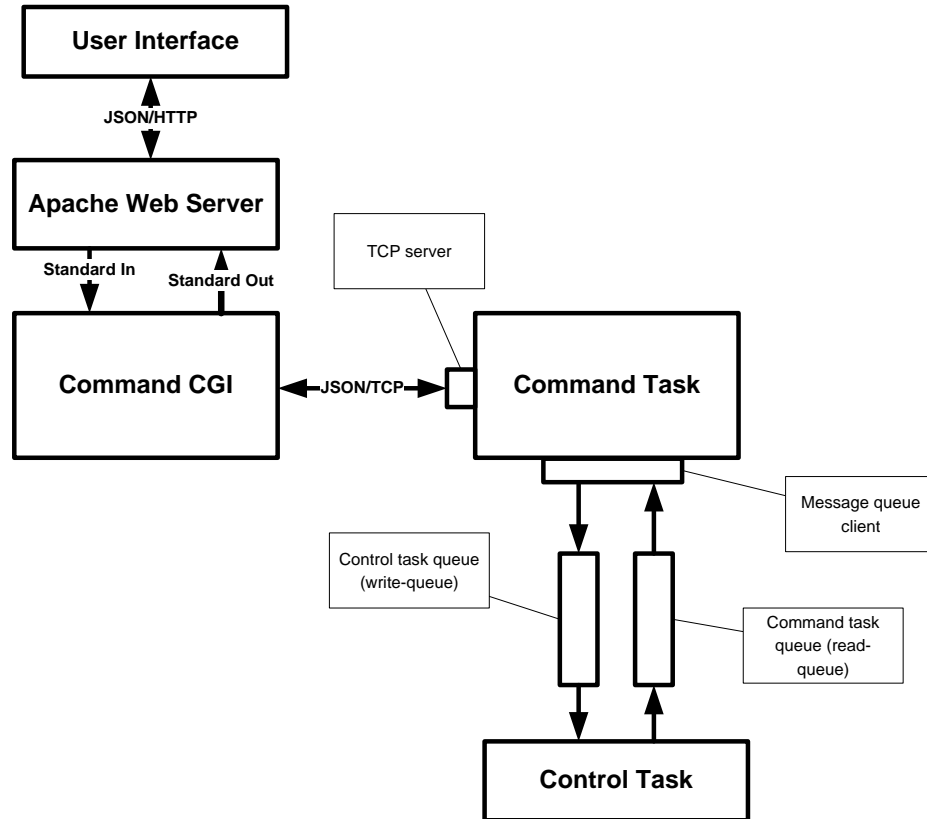 User Interface
JSON/HTTP
Apache Web Server
TCP server
Standard In
Standard Out
Command CGI
JSON/TCP
Command Task
Message queue
client
Control task queue
(write-queue)
Command task
queue (read-
queue)
Control Task